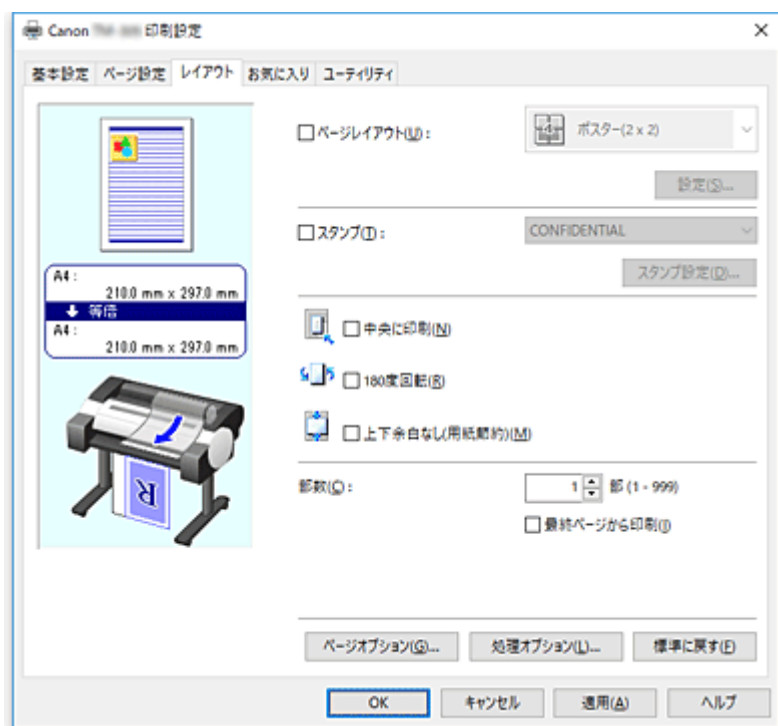 Canon 印刷設定
基本設定 ページ設定 レイアウト お気に入り ユーティリティ
ページレイアウト(U) :
ポスター(2 x 2)
設定(S)...
スタンプ(T) :
CONFIDENTIAL
スタンプ設定(D)...
A4 :
210.0 mm x 297.0 mm
等倍
A4 :
210.0 mm x 297.0 mm
中央に印刷(N)
180度回転(R)
上下余白なし(用紙節約)(M)
R
部数(C) :
1 部 (1 - 999)
最終ページから印刷(I)
ページオプション(G)... 処理オプション(L)... 標準に戻す(F)
OK キャンセル 適用(A) ヘルプ